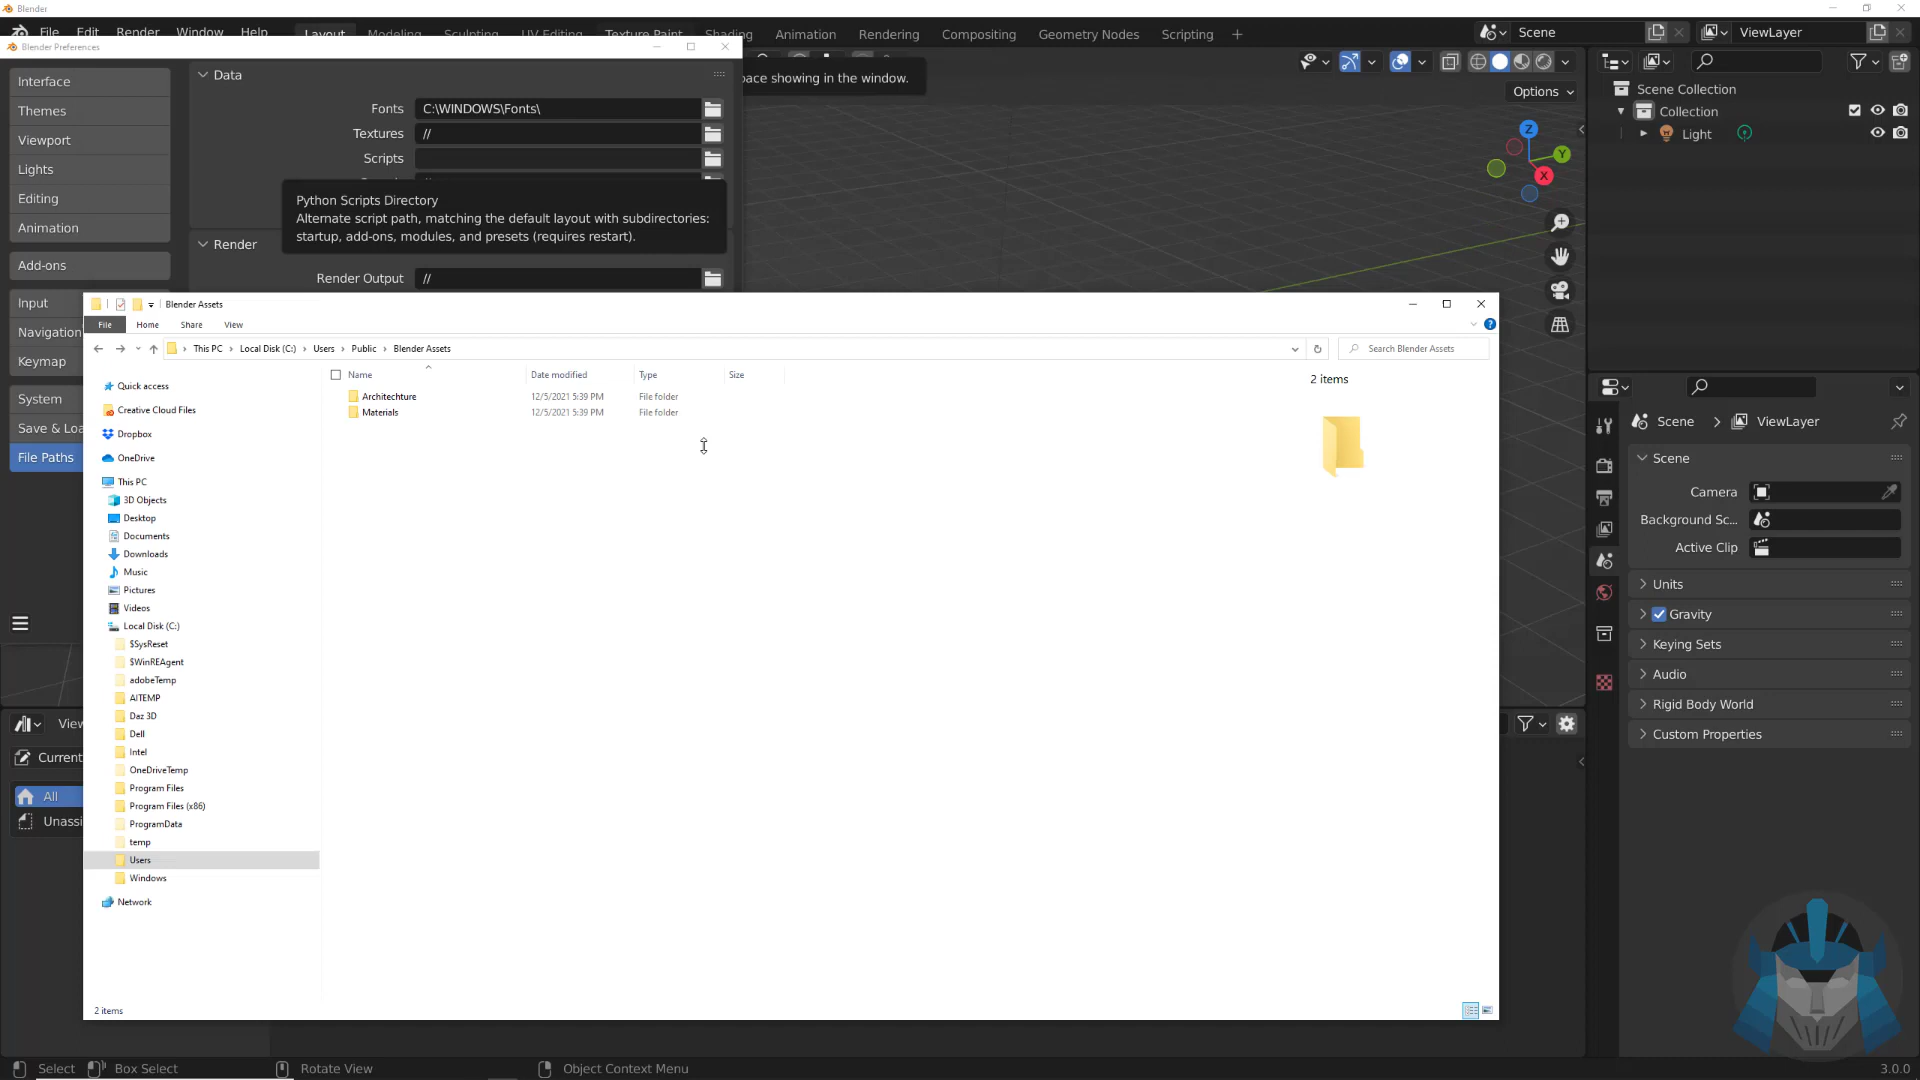 Blender
File Edit Render Window Help Layout Modeling Sculpting UV Editing Texture Paint Shading Animation Rendering Compositing Geometry Nodes Scripting + Scene ViewLayer
Blender Preferences
Interface
Themes
Viewport
Lights
Editing
Animation
Add-ons
Input
Navigation
Keymap
System
Save & Loa
File Paths
Data
Fonts C:\WINDOWS\Fonts\
Textures //
Scripts
Python Scripts Directory
Alternate script path, matching the default layout with subdirectories:
startup, add-ons, modules, and presets (requires restart).
Render
Render Output //
ace showing in the window.
Options
Z
Y
X
Scene Collection
Collection
Light
Blender Assets
File Home Share View
This PC > Local Disk (C:) > Users > Public > Blender Assets
Search Blender Assets
Name Date modified Type Size
Architechture 12/5/2021 5:39 PM File folder
Materials 12/5/2021 5:39 PM File folder
2 items
Quick access
Creative Cloud Files
Dropbox
OneDrive
This PC
3D Objects
Desktop
Documents
Downloads
Music
Pictures
Videos
Local Disk (C:)
$SysReset
$WinREAgent
adobeTemp
AITEMP
Daz 3D
Dell
Intel
OneDriveTemp
Program Files
Program Files (x86)
ProgramData
temp
Users
Windows
Network
2 items
View
Current
All
Unassi
Scene > ViewLayer
Scene
Camera
Background Sc...
Active Clip
Units
Gravity
Keying Sets
Audio
Rigid Body World
Custom Properties
Select Box Select Rotate View Object Context Menu 3.0.0